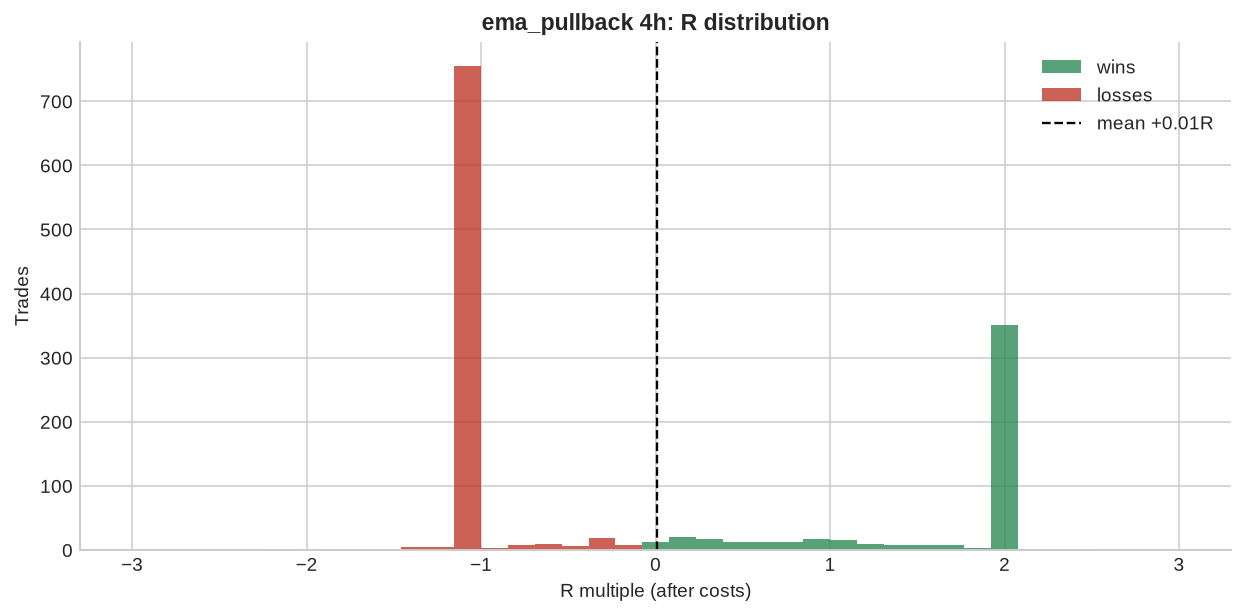 ema_pullback 4h: R distribution
wins
losses
mean +0.01R
Trades
700
600
500
400
300
200
100
0
−3
−2
−1
0
1
2
3
R multiple (after costs)